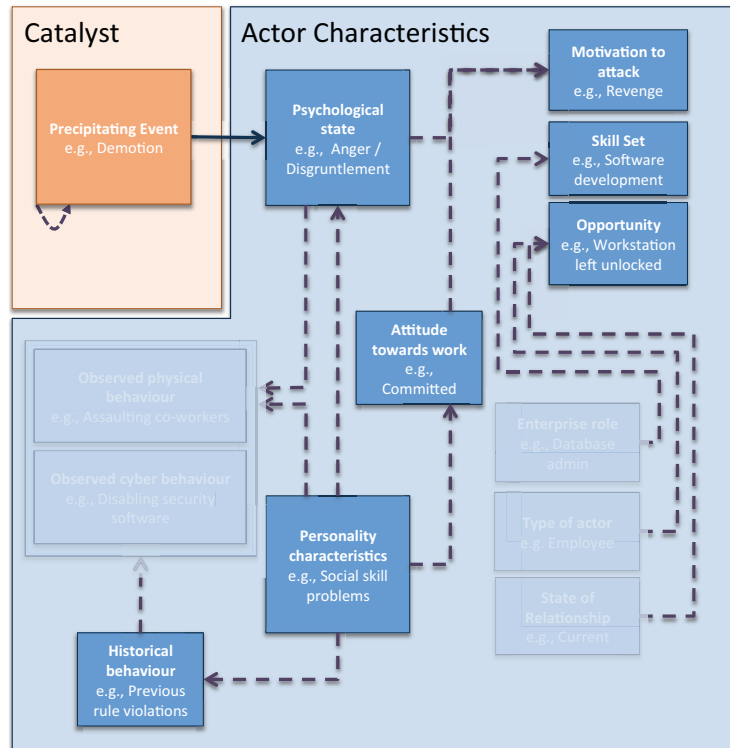 Catalyst
Actor Characteristics
Precipitating Event
e.g., Demotion
Psychological
state
e.g., Anger /
Disgruntlement
Motivation to
attack
e.g., Revenge
Skill Set
e.g., Software
development
Opportunity
e.g., Workstation
left unlocked
Attitude
towards work
e.g.,
Committed
Observed physical
behaviour
e.g., Assaulting co-workers
Observed cyber behaviour
e.g., Disabling security
software
Enterprise role
e.g., Database
admin
Type of actor
e.g. Employee
State of
Relationship
e.g., Current
Personality
characteristics
e.g., Social skill
problems
Historical
behaviour
e.g., Previous
rule violations